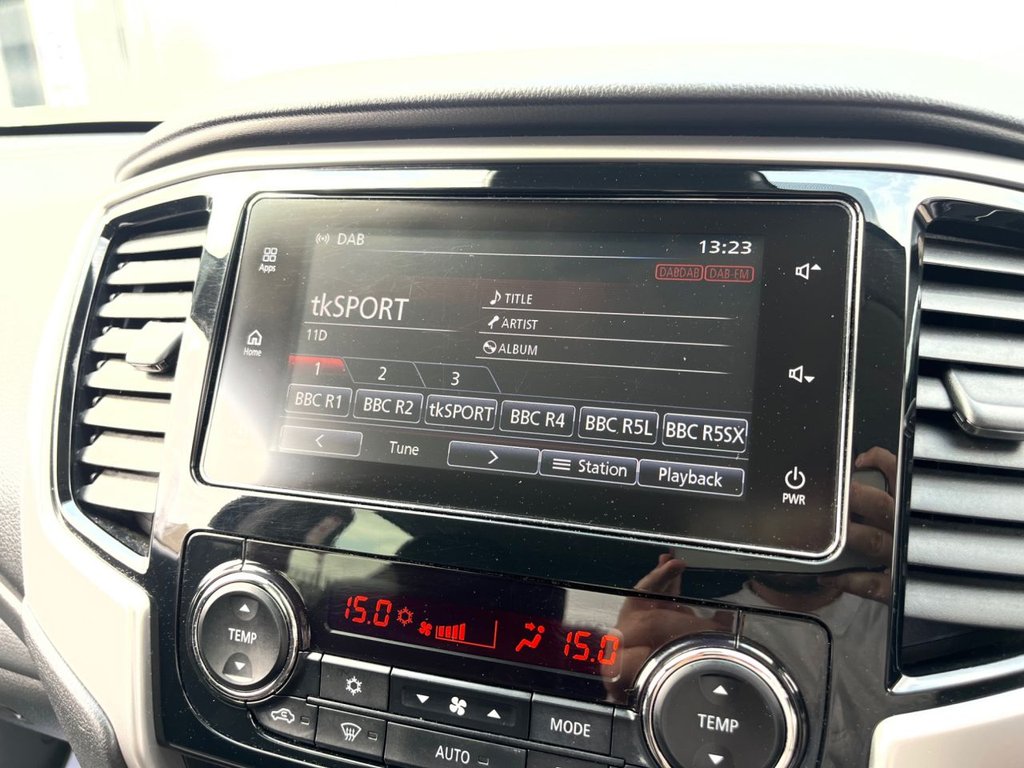 DAB 13:23
Apps
DABDAB DAB-FM
tkSPORT TITLE
11D ARTIST
ALBUM
Home
1 2 3
BBC R1 BBC R2 tkSPORT BBC R4 BBC R5L BBC R5SX
< Tune > Station Playback
PWR
15.0 15.0
TEMP
TEMP
MODE
AUTO